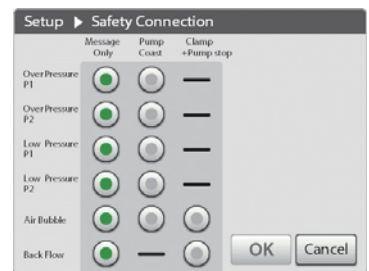 Setup ▶ Safety Connection
Message Only
Pump Coast
Clamp +Pump stop
Over Pressure P1
Over Pressure P2
Low Pressure P1
Low Pressure P2
Air Bubble
Back Flow
OK
Cancel